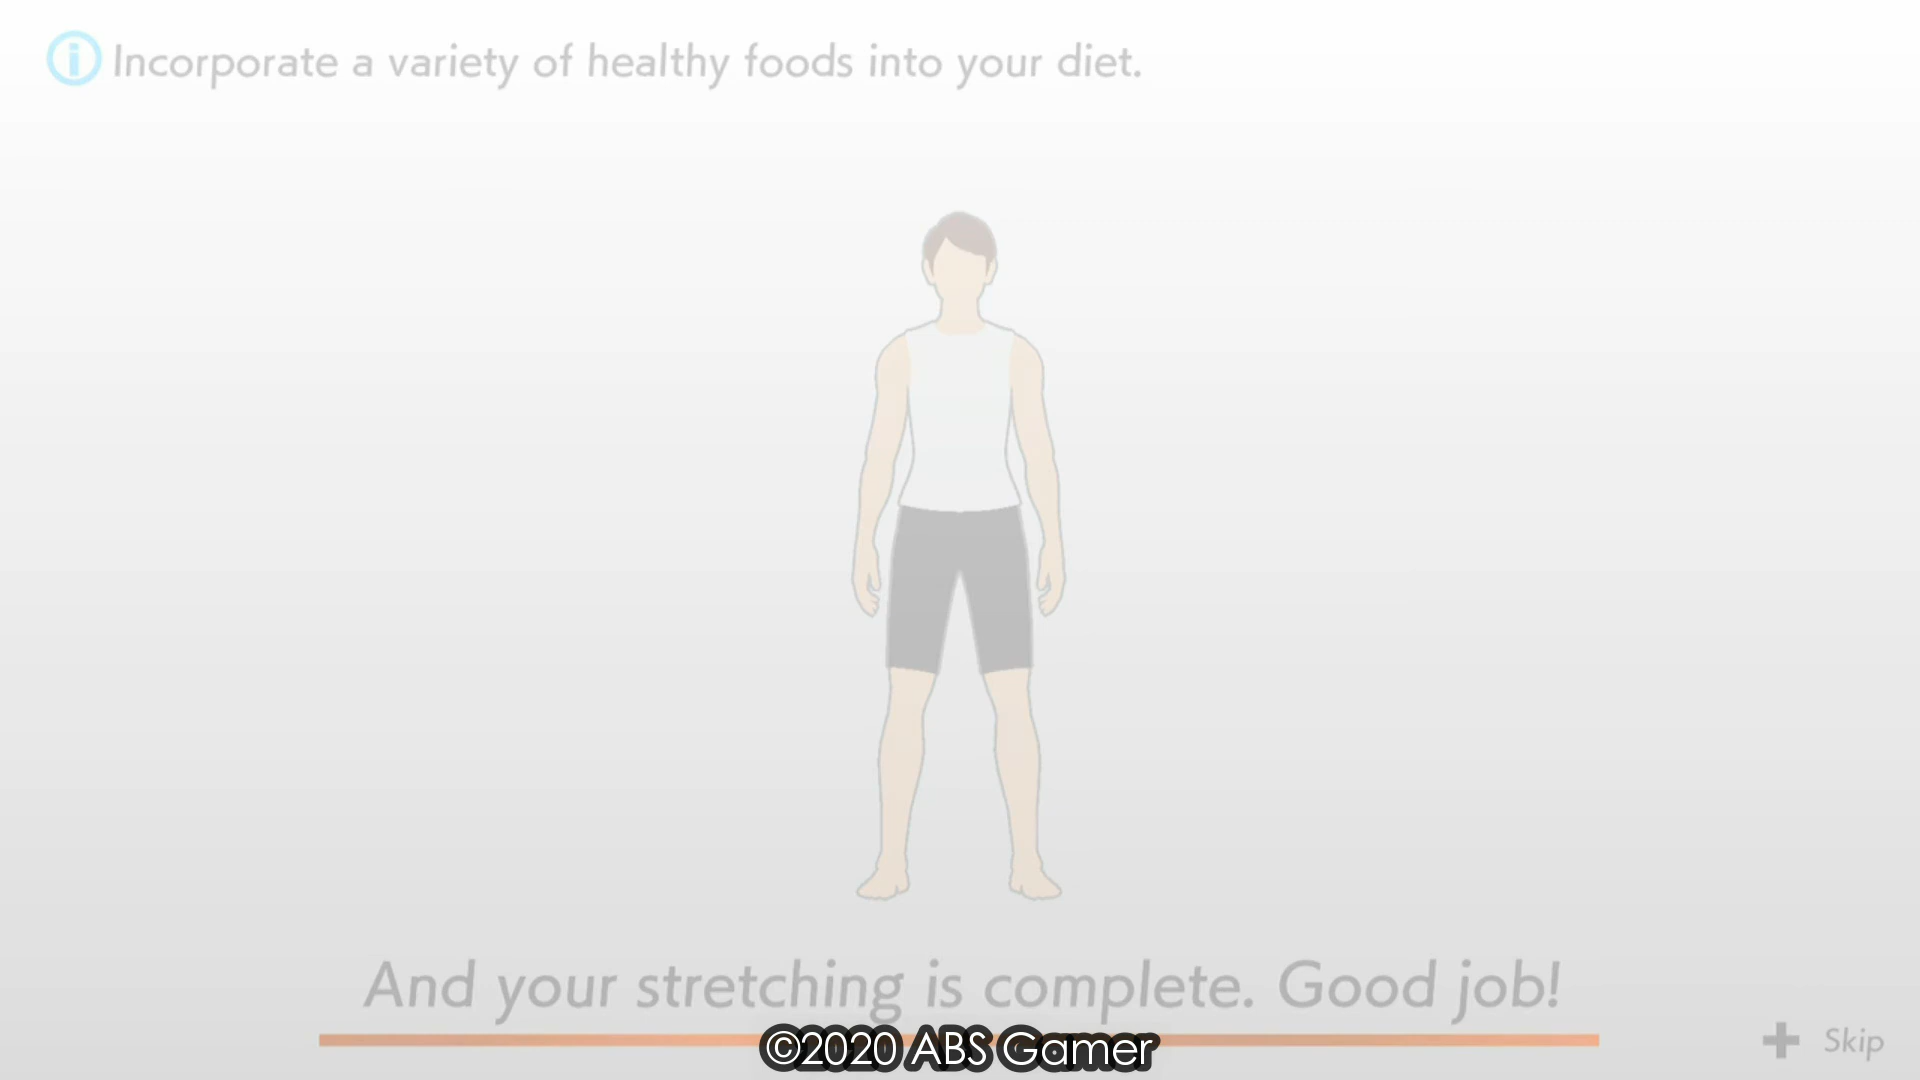 Incorporate a variety of healthy foods into your diet.
And your stretching is complete. Good job!
©2020 ABS Gamer
Skip